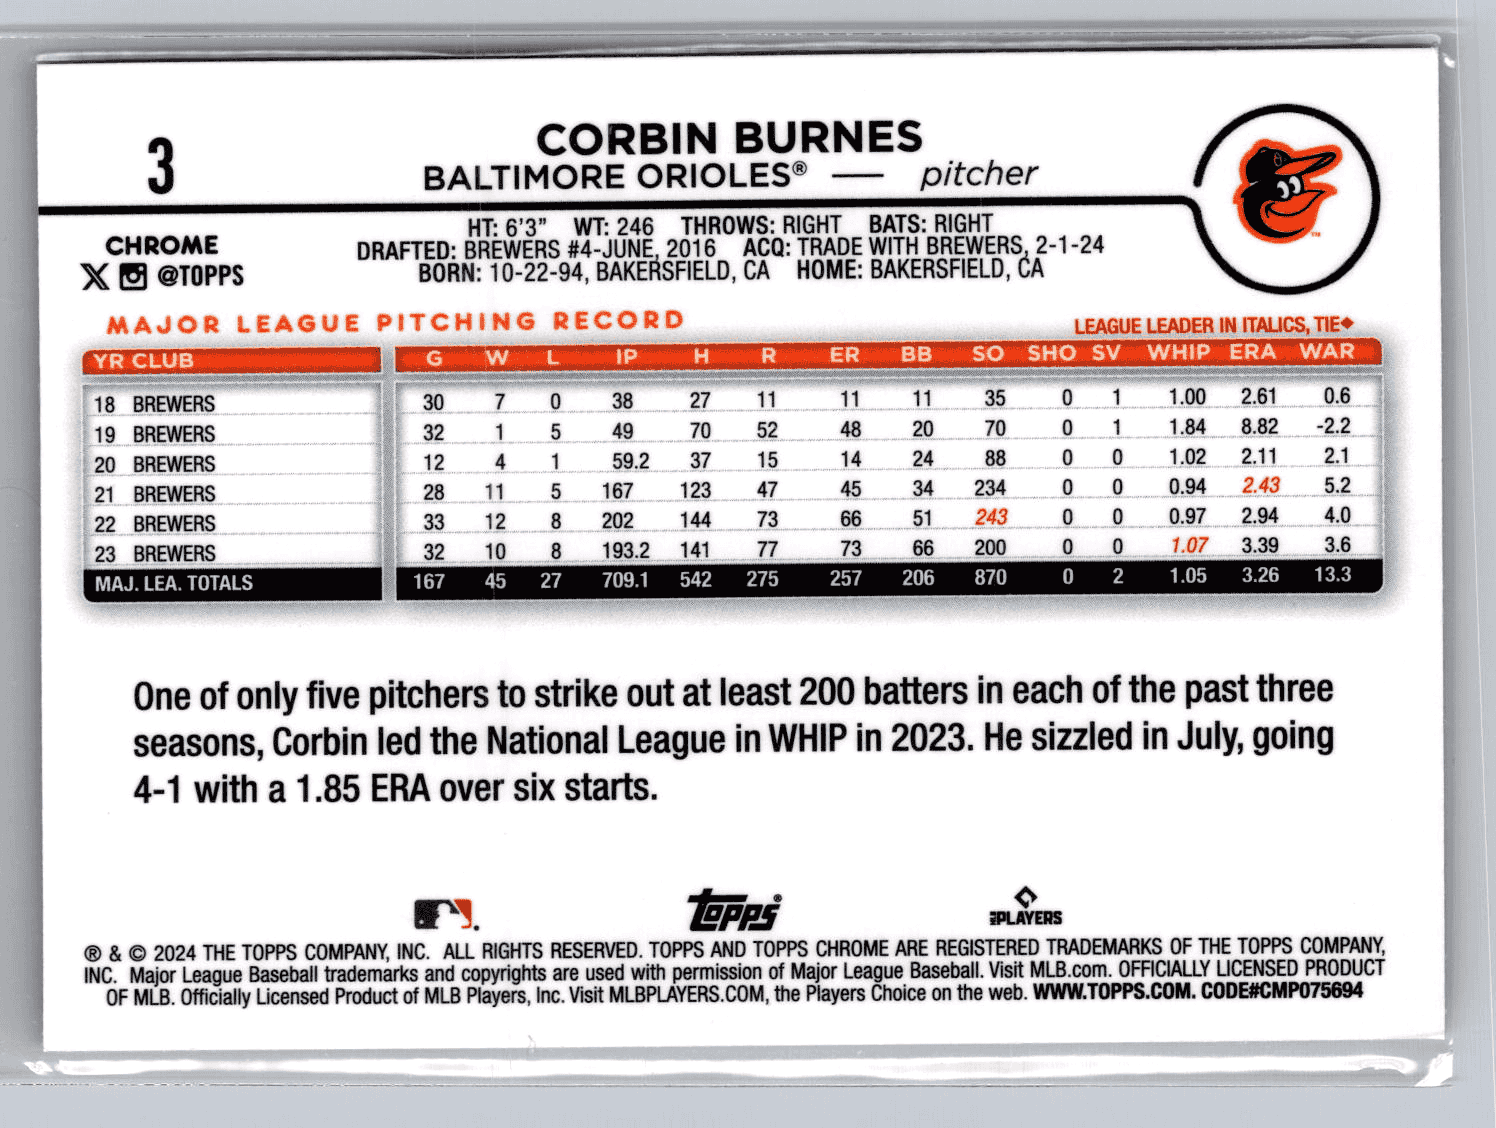 3
CORBIN BURNES
BALTIMORE ORIOLES® — pitcher
CHROME
X @TOPPS
HT: 6'3" WT: 246 THROWS: RIGHT BATS: RIGHT
DRAFTED: BREWERS #4-JUNE, 2016 ACQ: TRADE WITH BREWERS, 2-1-24
BORN: 10-22-94, BAKERSFIELD, CA HOME: BAKERSFIELD, CA
MAJOR LEAGUE PITCHING RECORD
LEAGUE LEADER IN ITALICS, TIE◆
YR CLUB G W L IP H R ER BB SO SHO SV WHIP ERA WAR
18 BREWERS 30 7 0 38 27 11 11 11 35 0 1 1.00 2.61 0.6
19 BREWERS 32 1 5 49 70 52 48 20 70 0 1 1.84 8.82 -2.2
20 BREWERS 12 4 1 59.2 37 15 14 24 88 0 0 1.02 2.11 2.1
21 BREWERS 28 11 5 167 123 47 45 34 234 0 0 0.94 2.43 5.2
22 BREWERS 33 12 8 202 144 73 66 51 243 0 0 0.97 2.94 4.0
23 BREWERS 32 10 8 193.2 141 77 73 66 200 0 0 1.07 3.39 3.6
MAJ. LEA. TOTALS 167 45 27 709.1 542 275 257 206 870 0 2 1.05 3.26 13.3
One of only five pitchers to strike out at least 200 batters in each of the past three
seasons, Corbin led the National League in WHIP in 2023. He sizzled in July, going
4-1 with a 1.85 ERA over six starts.
topps®
MLB PLAYERS
® & © 2024 THE TOPPS COMPANY, INC. ALL RIGHTS RESERVED. TOPPS AND TOPPS CHROME ARE REGISTERED TRADEMARKS OF THE TOPPS COMPANY,
INC. Major League Baseball trademarks and copyrights are used with permission of Major League Baseball. Visit MLB.com. OFFICIALLY LICENSED PRODUCT
OF MLB. Officially Licensed Product of MLB Players, Inc. Visit MLBPLAYERS.COM, the Players Choice on the web. WWW.TOPPS.COM. CODE#CMP075694